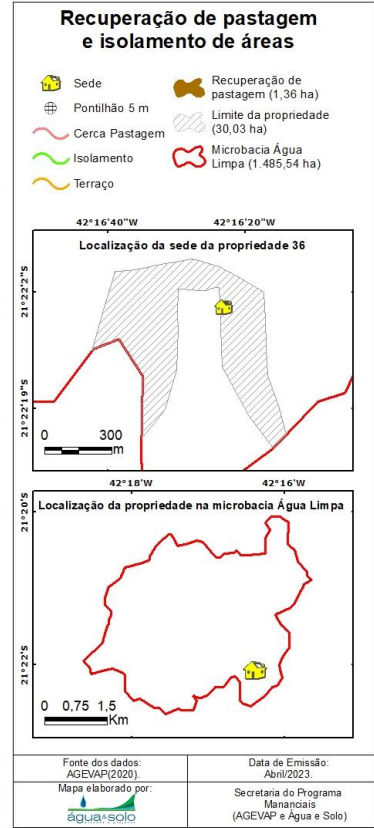 Recuperação de pastagem
e isolamento de áreas
Sede
Pontilhão 5 m
Cerca Pastagem
Isolamento
Terraço
Recuperação de
pastagem (1,36 ha)
Limite da propriedade
(30,03 ha)
Microbacia Água
Limpa (1.485,54 ha)
42°16'40"W
42°16'20"W
Localização da sede da propriedade 36
21°22'2"S
21°22'19"S
0
300
m
42°18'W
42°16'W
Localização da propriedade na microbacia Água Limpa
21°20'S
21°22'S
0 0,75 1,5
Km
Fonte dos dados:
AGEVAP(2020).
Data de Emissão:
Abril/2023.
Mapa elaborado por:
água&solo
Secretaria do Programa
Mananciais
(AGEVAP e Água e Solo)